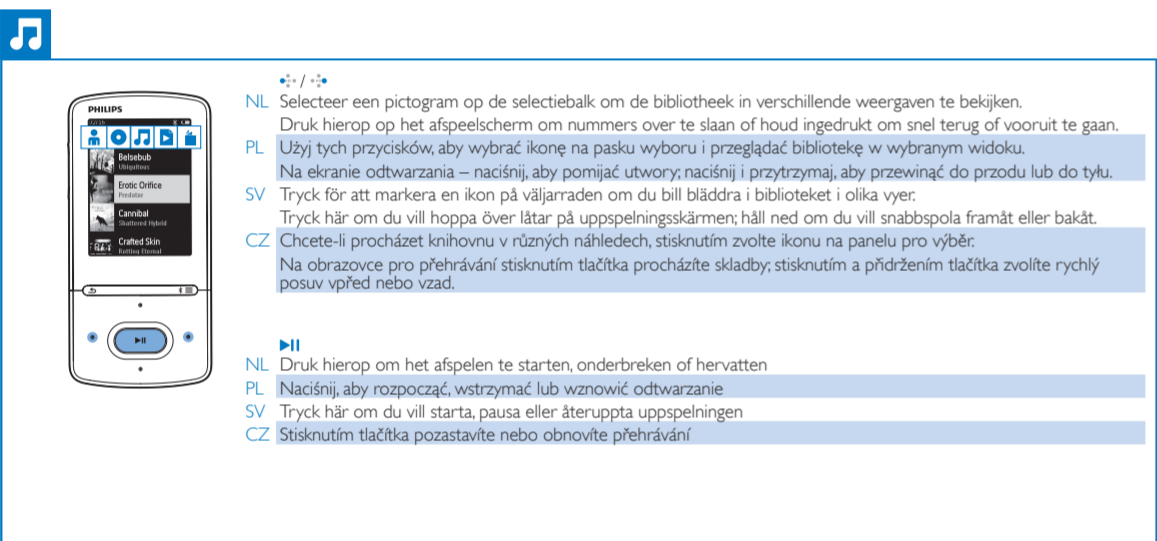 PHILIPS
Belsebub
Ubiquitous
Erotic Orifice
Predator
Cannibal
Shattered Hybrid
Crafted Skin
Rotting Eternal
/
NL Selecteer een pictogram op de selectiebalk om de bibliotheek in verschillende weergaven te bekijken.
Druk hierop op het afspeelscherm om nummers over te slaan of houd ingedrukt om snel terug of vooruit te gaan.
PL Użyj tych przycisków, aby wybrać ikonę na pasku wyboru i przeglądać bibliotekę w wybranym widoku.
Na ekranie odtwarzania – naciśnij, aby pomijać utwory; naciśnij i przytrzymaj, aby przewinąć do przodu lub do tyłu.
SV Tryck för att markera en ikon på väljarraden om du bill bläddra i biblioteket i olika vyer.
Tryck här om du vill hoppa över låtar på uppspelningsskärmen; håll ned om du vill snabbspola framåt eller bakåt.
CZ Chcete-li procházet knihovnu v různých náhledech, stisknutím zvolte ikonu na panelu pro výběr.
Na obrazovce pro přehrávání stisknutím tlačítka procházíte skladby; stisknutím a přidržením tlačítka zvolíte rychlý
posuv vpřed nebo vzad.
NL Druk hierop om het afspelen te starten, onderbreken of hervatten
PL Naciśnij, aby rozpocząć, wstrzymać lub wznowić odtwarzanie
SV Tryck här om du vill starta, pausa eller återuppta uppspelningen
CZ Stisknutím tlačítka pozastavíte nebo obnovíte přehrávání